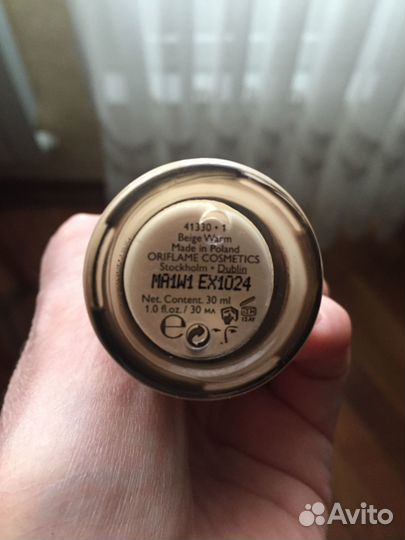 41330 • 1
Beige Warm
Made in Poland
ORIFLAME COSMETICS
Stockholm • Dublin
MA1W1 EX1024
Net. Content. 30 ml
1.0 fl.oz. / 30 мл
Avito